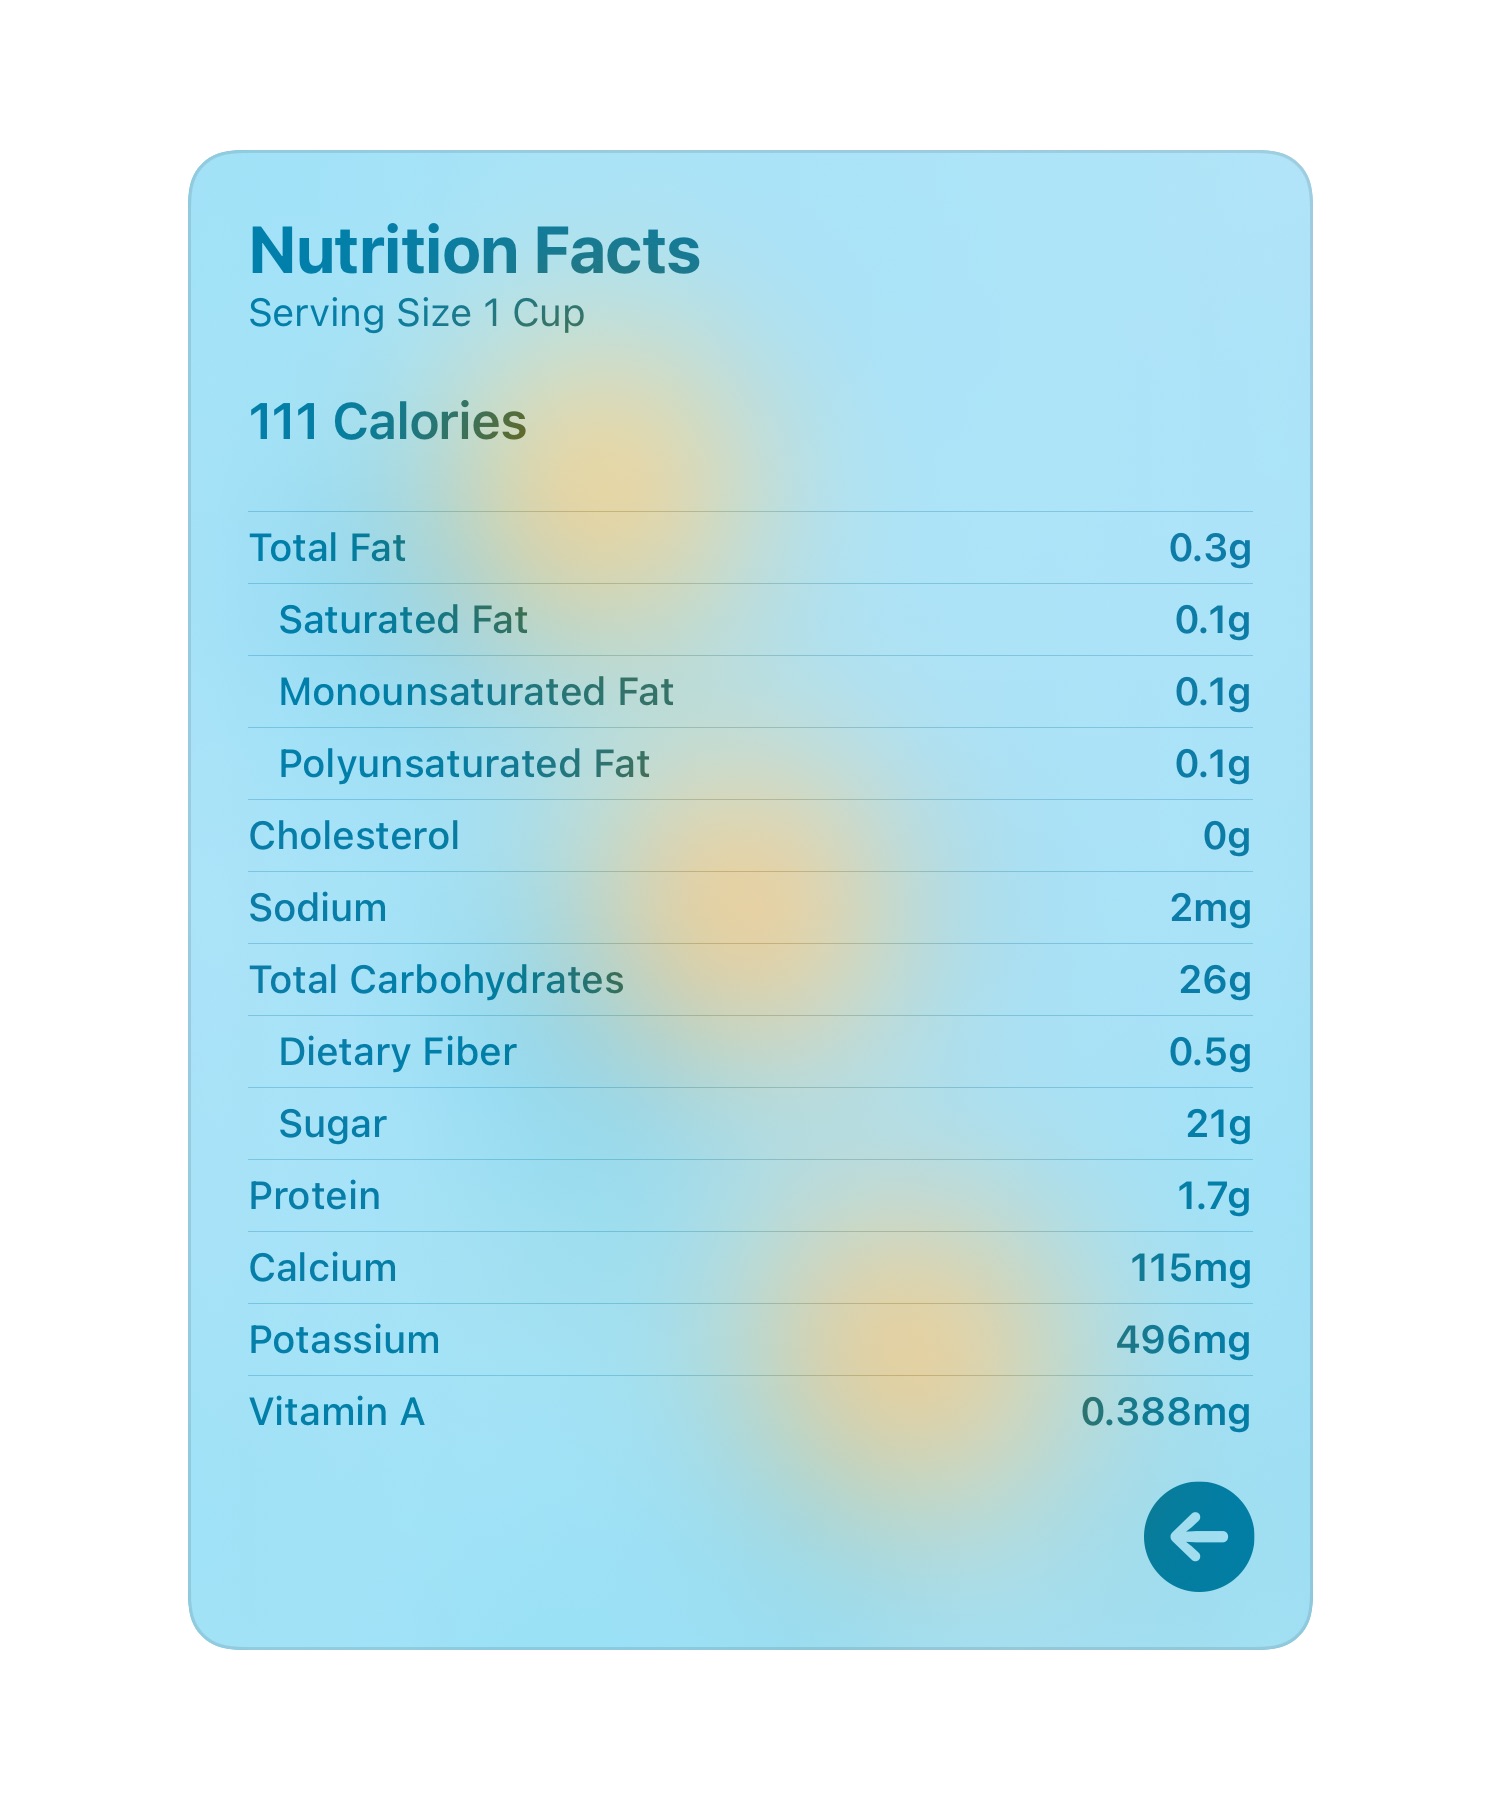 Nutrition Facts
Serving Size 1 Cup
111 Calories
Total Fat 0.3g
Saturated Fat 0.1g
Monounsaturated Fat 0.1g
Polyunsaturated Fat 0.1g
Cholesterol 0g
Sodium 2mg
Total Carbohydrates 26g
Dietary Fiber 0.5g
Sugar 21g
Protein 1.7g
Calcium 115mg
Potassium 496mg
Vitamin A 0.388mg